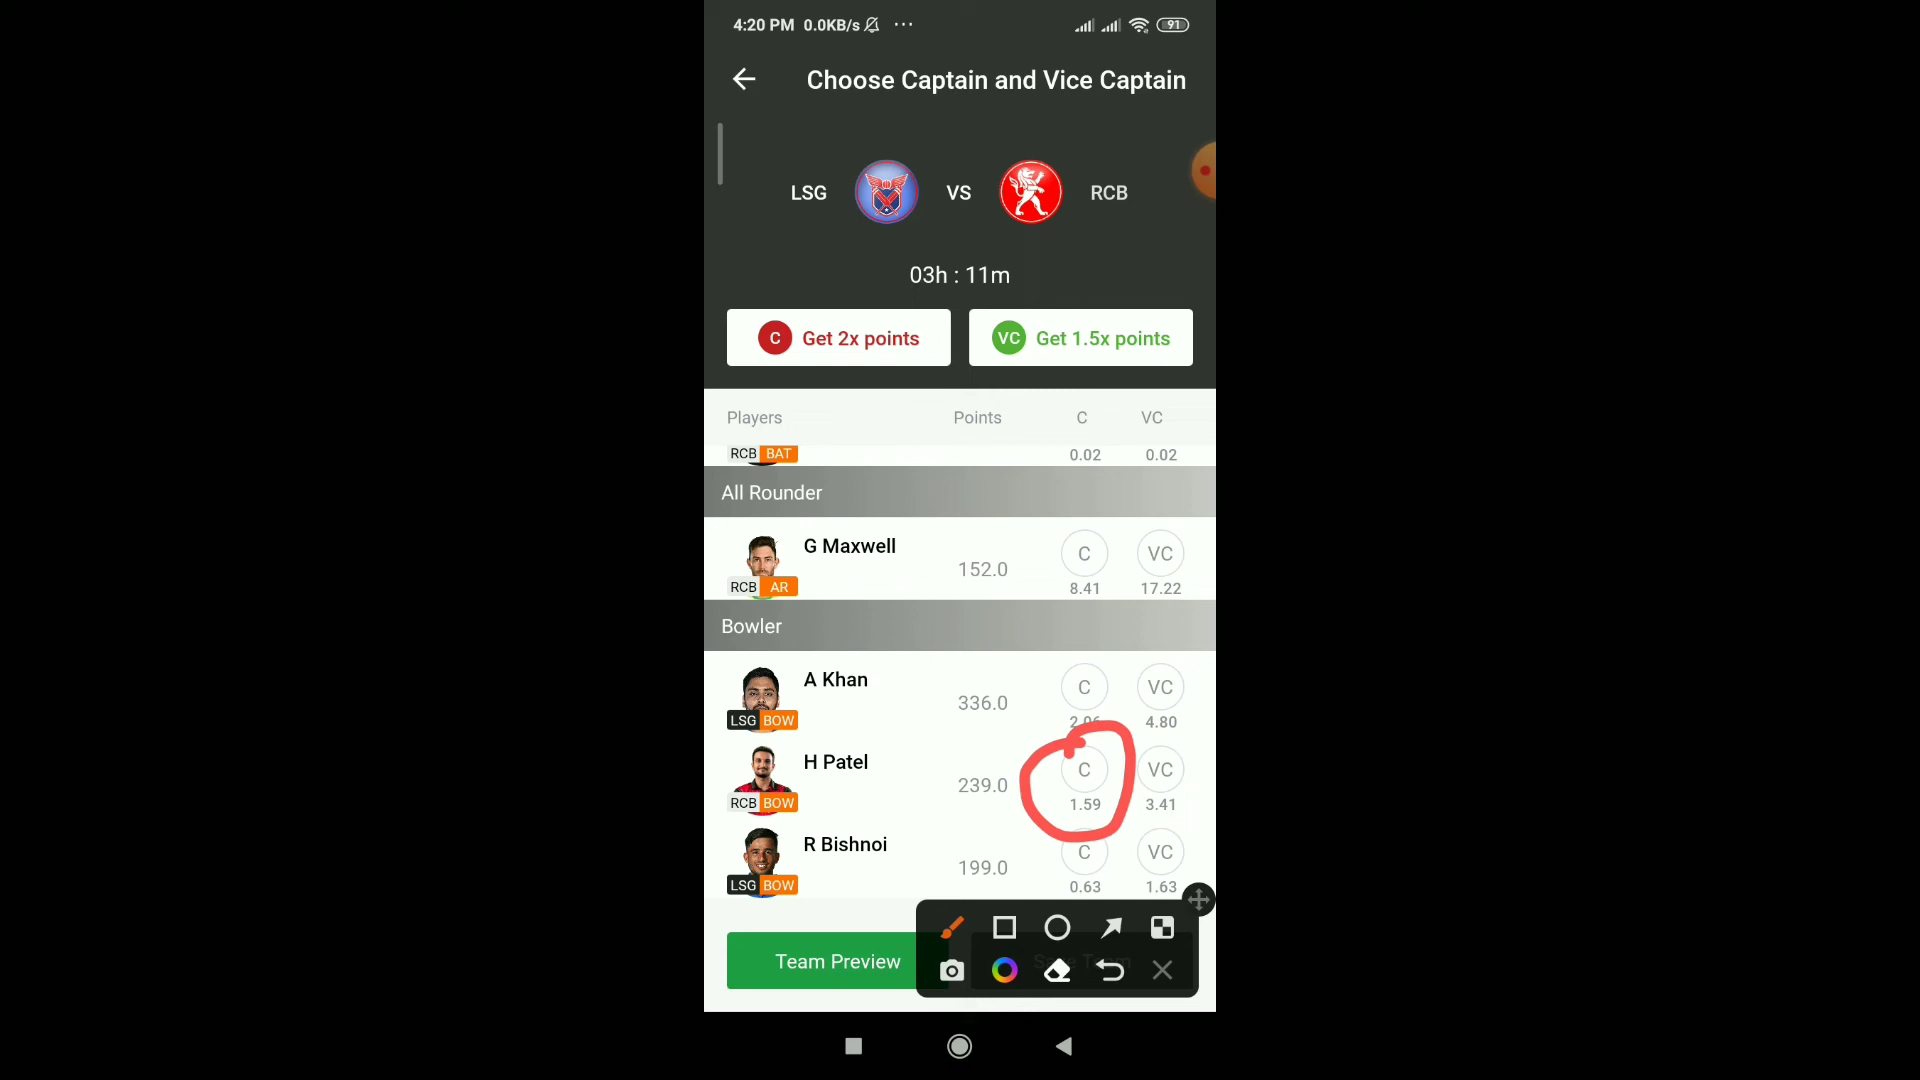 4:20 PM 0.0KB/s ... 91
Choose Captain and Vice Captain
LSG VS RCB
03h : 11m
C Get 2x points VC Get 1.5x points
Players Points C VC
RCB BAT 0.02 0.02
All Rounder
G Maxwell
152.0 C VC
RCB AR 8.41 17.22
Bowler
A Khan
336.0 C VC
LSG BOW 2.06 4.80
H Patel
239.0 C VC
RCB BOW 1.59 3.41
R Bishnoi
199.0 C VC
LSG BOW 0.63 1.63
Team Preview